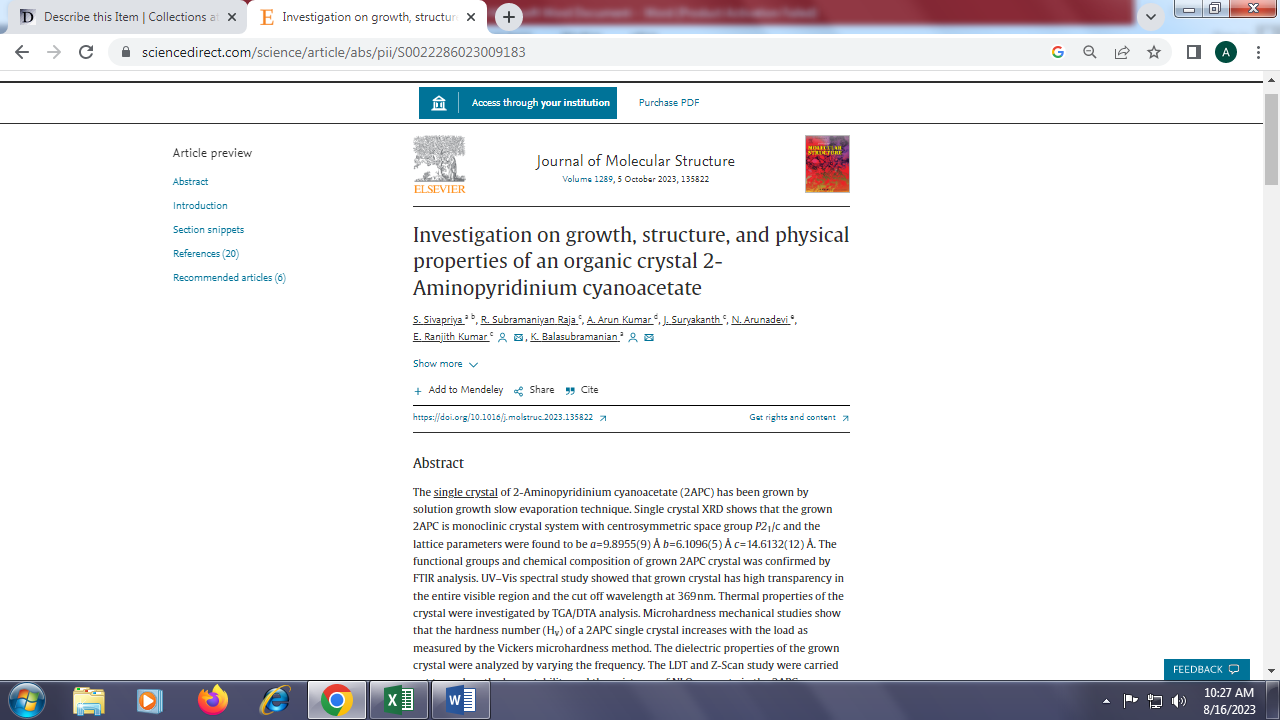 Describe this Item | Collections at
Investigation on growth, structur
sciencedirect.com/science/article/abs/pii/S0022286023009183
A
Access through your institution
Purchase PDF
Article preview
Abstract
Introduction
Section snippets
References (20)
Recommended articles (6)
ELSEVIER
Journal of Molecular Structure
Volume 1289, 5 October 2023, 135822
MOLECULAR
STRUCTURE
Investigation on growth, structure, and physical
properties of an organic crystal 2-
Aminopyridinium cyanoacetate
S. Sivapriya a b, R. Subramaniyan Raja c, A. Arun Kumar d, J. Suryakanth c, N. Arunadevi e,
E. Ranjith Kumar c, K. Balasubramanian a
Show more
Add to Mendeley Share Cite
https://doi.org/10.1016/j.molstruc.2023.135822
Get rights and content
Abstract
The single crystal of 2-Aminopyridinium cyanoacetate (2APC) has been grown by
solution growth slow evaporation technique. Single crystal XRD shows that the grown
2APC is monoclinic crystal system with centrosymmetric space group P21/c and the
lattice parameters were found to be a=9.8955(9) Å b=6.1096(5) Å c=14.6132(12) Å. The
functional groups and chemical composition of grown 2APC crystal was confirmed by
FTIR analysis. UV–Vis spectral study showed that grown crystal has high transparency in
the entire visible region and the cut off wavelength at 369nm. Thermal properties of the
crystal were investigated by TGA/DTA analysis. Microhardness mechanical studies show
that the hardness number (Hv) of a 2APC single crystal increases with the load as
measured by the Vickers microhardness method. The dielectric properties of the grown
crystal were analyzed by varying the frequency. The LDT and Z-Scan study were carried
FEEDBACK
10:27 AM
8/16/2023